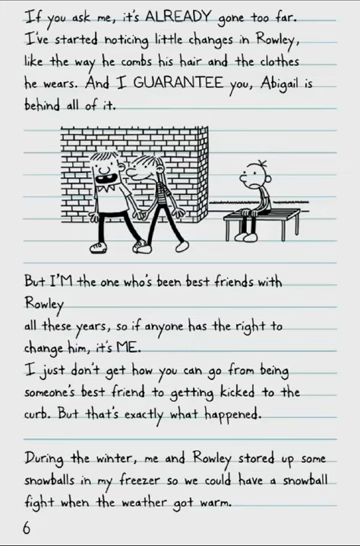 If you ask me, it's ALREADY gone too far.
I've started noticing little changes in Rowley,
like the way he combs his hair and the clothes
he wears. And I GUARANTEE you, Abigail is
behind all of it.
But I'M the one who's been best friends with
Rowley
all these years, so if anyone has the right to
change him, it's ME.
I just don't get how you can go from being
someone's best friend to getting kicked to the
curb. But that's exactly what happened.
During the winter, me and Rowley stored up some
snowballs in my freezer so we could have a snowball
fight when the weather got warm.
6